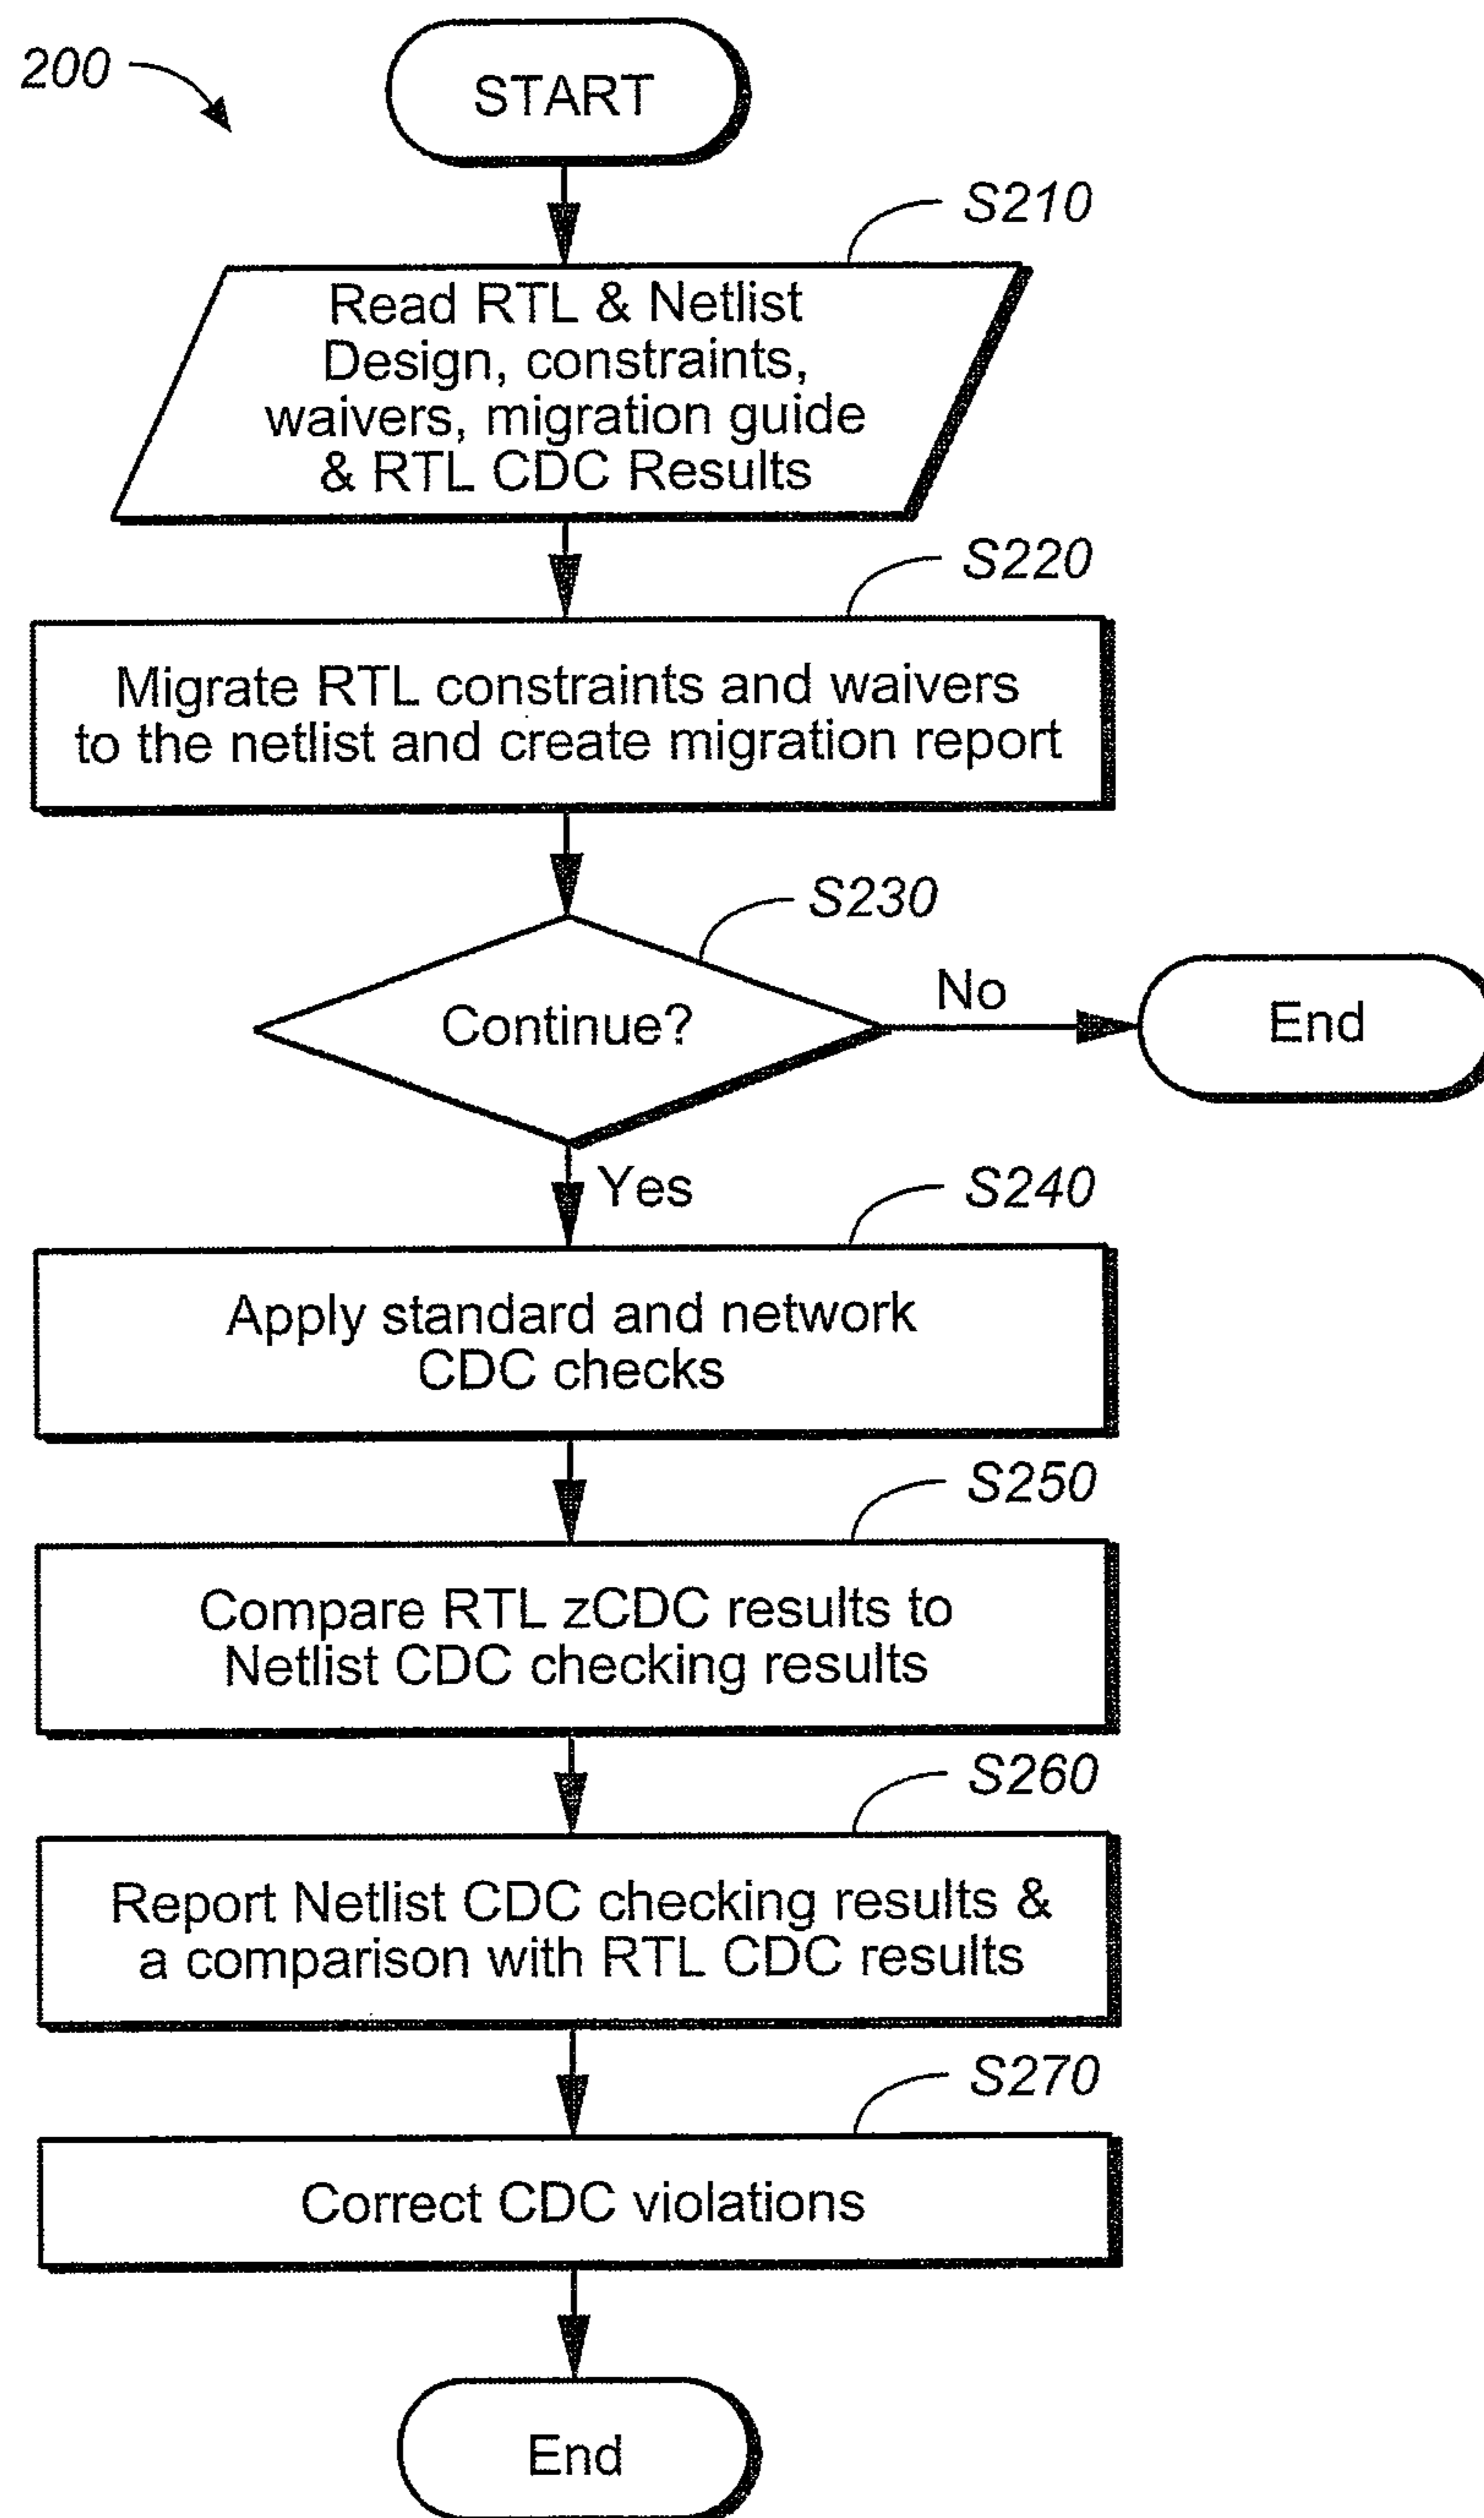 200
START
S210
Read RTL & Netlist
Design, constraints,
waivers, migration guide
& RTL CDC Results
S220
Migrate RTL constraints and waivers
to the netlist and create migration report
S230
Continue?
No
End
Yes
S240
Apply standard and network
CDC checks
S250
Compare RTL zCDC results to
Netlist CDC checking results
S260
Report Netlist CDC checking results &
a comparison with RTL CDC results
S270
Correct CDC violations
End